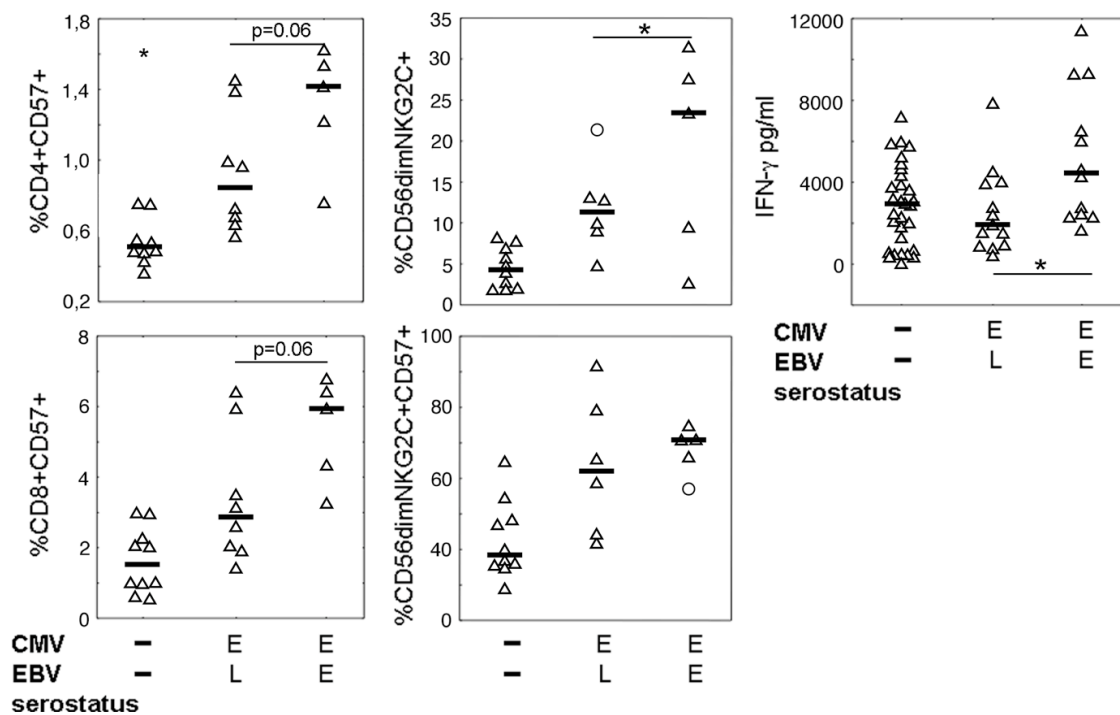 %CD4+CD57+
1,8
1,4
1,0
0,6
0,2
*
p=0.06
%CD56dimNKG2C+
35
30
25
20
15
10
5
0
*
IFN-γ pg/ml
12000
8000
4000
0
*
CMV – E E
EBV – L E
serostatus
%CD8+CD57+
8
6
4
2
0
p=0.06
CMV – E E
EBV – L E
serostatus
%CD56dimNKG2C+CD57+
100
80
60
40
20
0
– E E
– L E